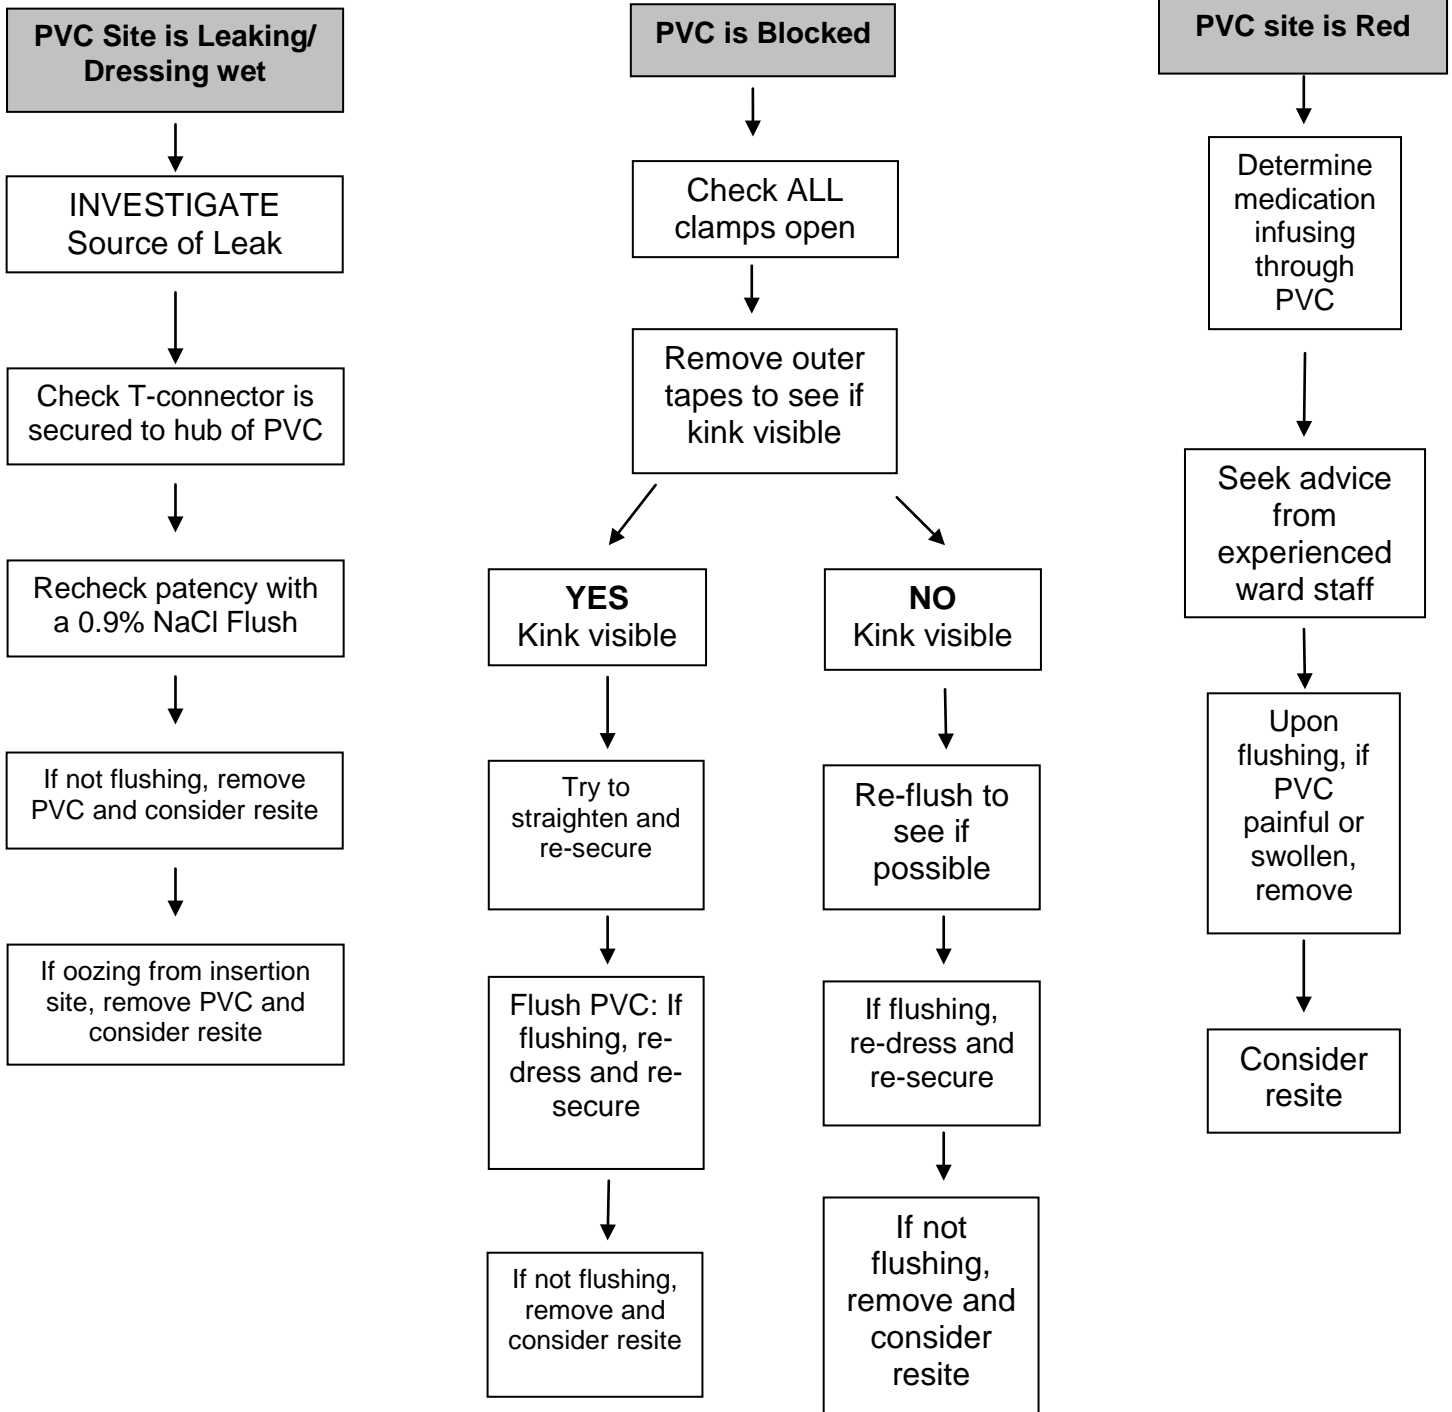 PVC Site is Leaking/
Dressing wet
INVESTIGATE
Source of Leak
Check T-connector is
secured to hub of PVC
Recheck patency with
a 0.9% NaCl Flush
If not flushing, remove
PVC and consider resite
If oozing from insertion
site, remove PVC and
consider resite
PVC is Blocked
Check ALL
clamps open
Remove outer
tapes to see if
kink visible
YES
Kink visible
Try to
straighten and
re-secure
Flush PVC: If
flushing, re-
dress and re-
secure
If not flushing,
remove and
consider resite
NO
Kink visible
Re-flush to
see if
possible
If flushing,
re-dress and
re-secure
If not
flushing,
remove and
consider
resite
PVC site is Red
Determine
medication
infusing
through
PVC
Seek advice
from
experienced
ward staff
Upon
flushing, if
PVC
painful or
swollen,
remove
Consider
resite